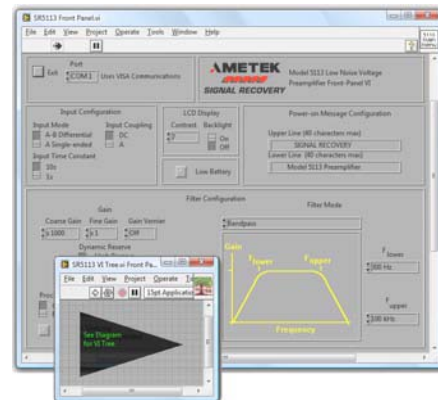 SR5113 Front Panel.vi
File Edit View Project Operate Tools Window Help
Port
Exit COM1 Uses VISA Communications
AMETEK
SIGNAL RECOVERY
Model 5113 Low Noise Voltage
Preamplifier Front-Panel VI
Input Configuration
Input Mode
A-B Differential
A Single-ended
Input Coupling
DC
A
Input Time Constant
10s
1s
LCD Display
Contrast Backlight
7
On
Off
Low Battery
Power-on Message Configuration
Upper Line (40 characters max)
SIGNAL RECOVERY
Lower Line (40 characters max)
Model 5113 Preamplifier
Filter Configuration
Gain
Coarse Gain Fine Gain Gain Vernier
x 1000 x 1 Off
Dynamic Reserve
Filter Mode
Bandpass
Gain
F lower
F upper
Frequency
F lower
300 Hz
F upper
100 kHz
SR5113 VI Tree.vi Front Pa...
File Edit View Project Operate
15pt Applicatio
See Diagram
for VI Tree